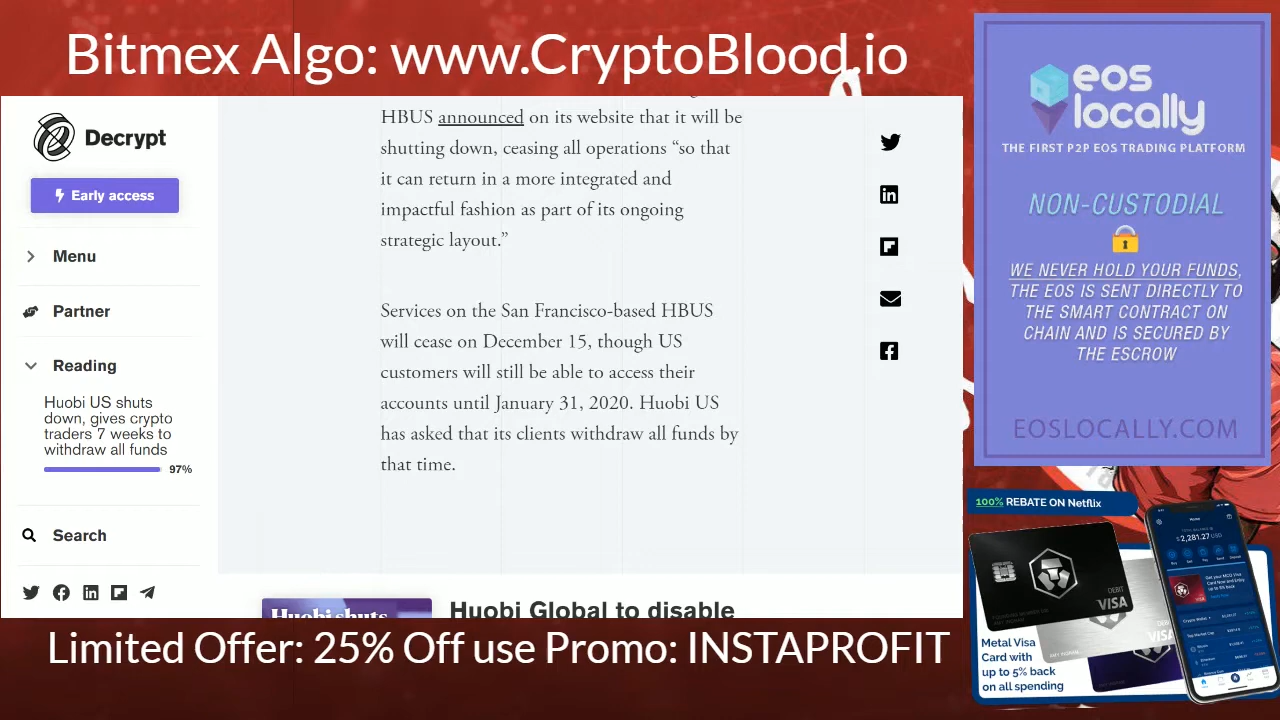 Bitmex Algo: www.CryptoBlood.io
Decrypt
Early access
Menu
Partner
Reading
Huobi US shuts
down, gives crypto
traders 7 weeks to
withdraw all funds
97%
Search
HBUS announced on its website that it will be
shutting down, ceasing all operations “so that
it can return in a more integrated and
impactful fashion as part of its ongoing
strategic layout.”
Services on the San Francisco-based HBUS
will cease on December 15, though US
customers will still be able to access their
accounts until January 31, 2020. Huobi US
has asked that its clients withdraw all funds by
that time.
Huobi shuts
Huobi Global to disable
eos
locally
THE FIRST P2P EOS TRADING PLATFORM
NON-CUSTODIAL
WE NEVER HOLD YOUR FUNDS,
THE EOS IS SENT DIRECTLY TO
THE SMART CONTRACT ON
CHAIN AND IS SECURED BY
THE ESCROW
EOSLOCALLY.COM
100% REBATE ON Netflix
$2,281.27 USD
DEBIT
VISA
VISA
Metal Visa
Card with
up to 5% back
on all spending
Limited Offer: 25% Off use Promo: INSTAPROFIT